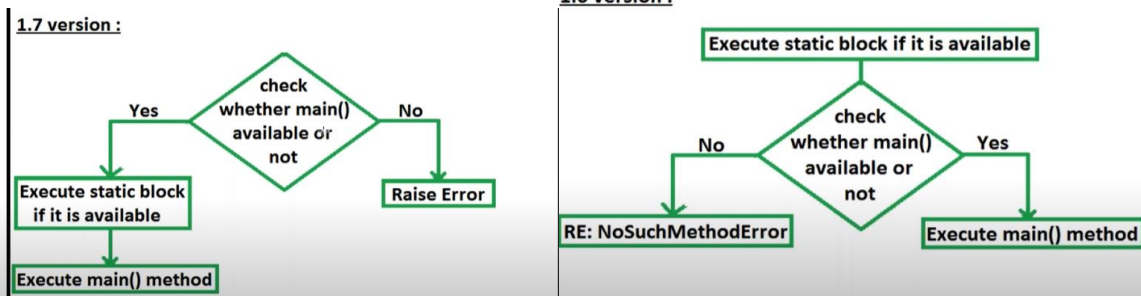 1.7 version :
check
whether main()
available or
not
Yes
No
Execute static block
if it is available
Raise Error
Execute main() method
Execute static block if it is available
check
whether main()
available or
not
No
Yes
RE: NoSuchMethodError
Execute main() method